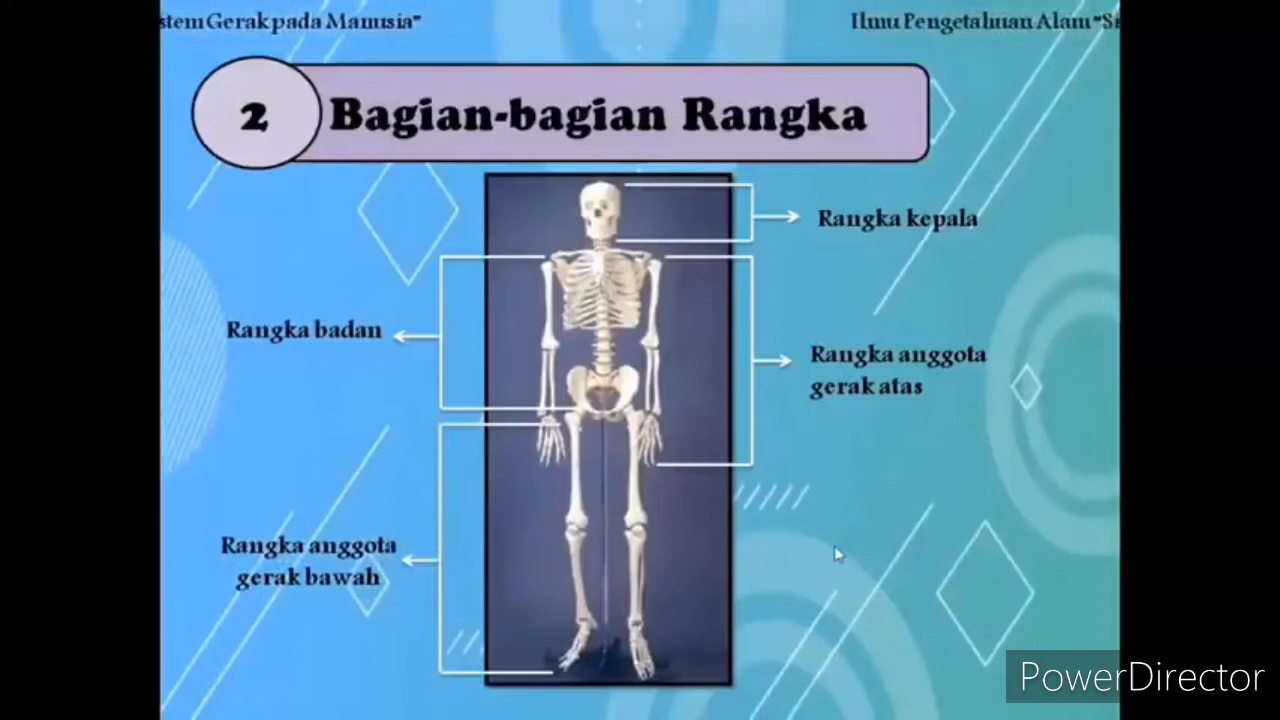 Gerak pada Manusia"
Ilmu Pengetahuan Alam "
2 Bagian-bagian Rangka
Rangka kepala
Rangka badan
Rangka anggota
gerak atas
Rangka anggota
gerak bawah
PowerDirector